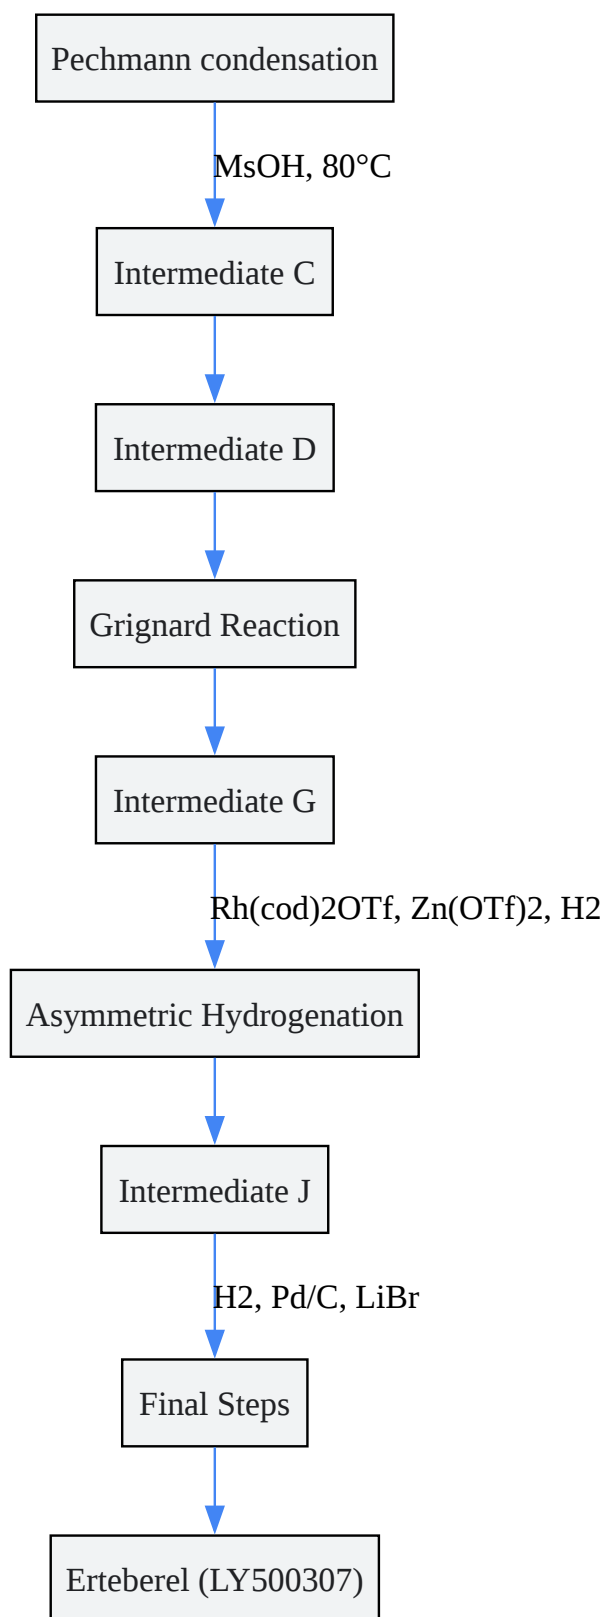 Pechmann condensation
MsOH, 80°C
Intermediate C
Intermediate D
Grignard Reaction
Intermediate G
Rh(cod)2OTf, Zn(OTf)2, H2
Asymmetric Hydrogenation
Intermediate J
H2, Pd/C, LiBr
Final Steps
Erteberel (LY500307)